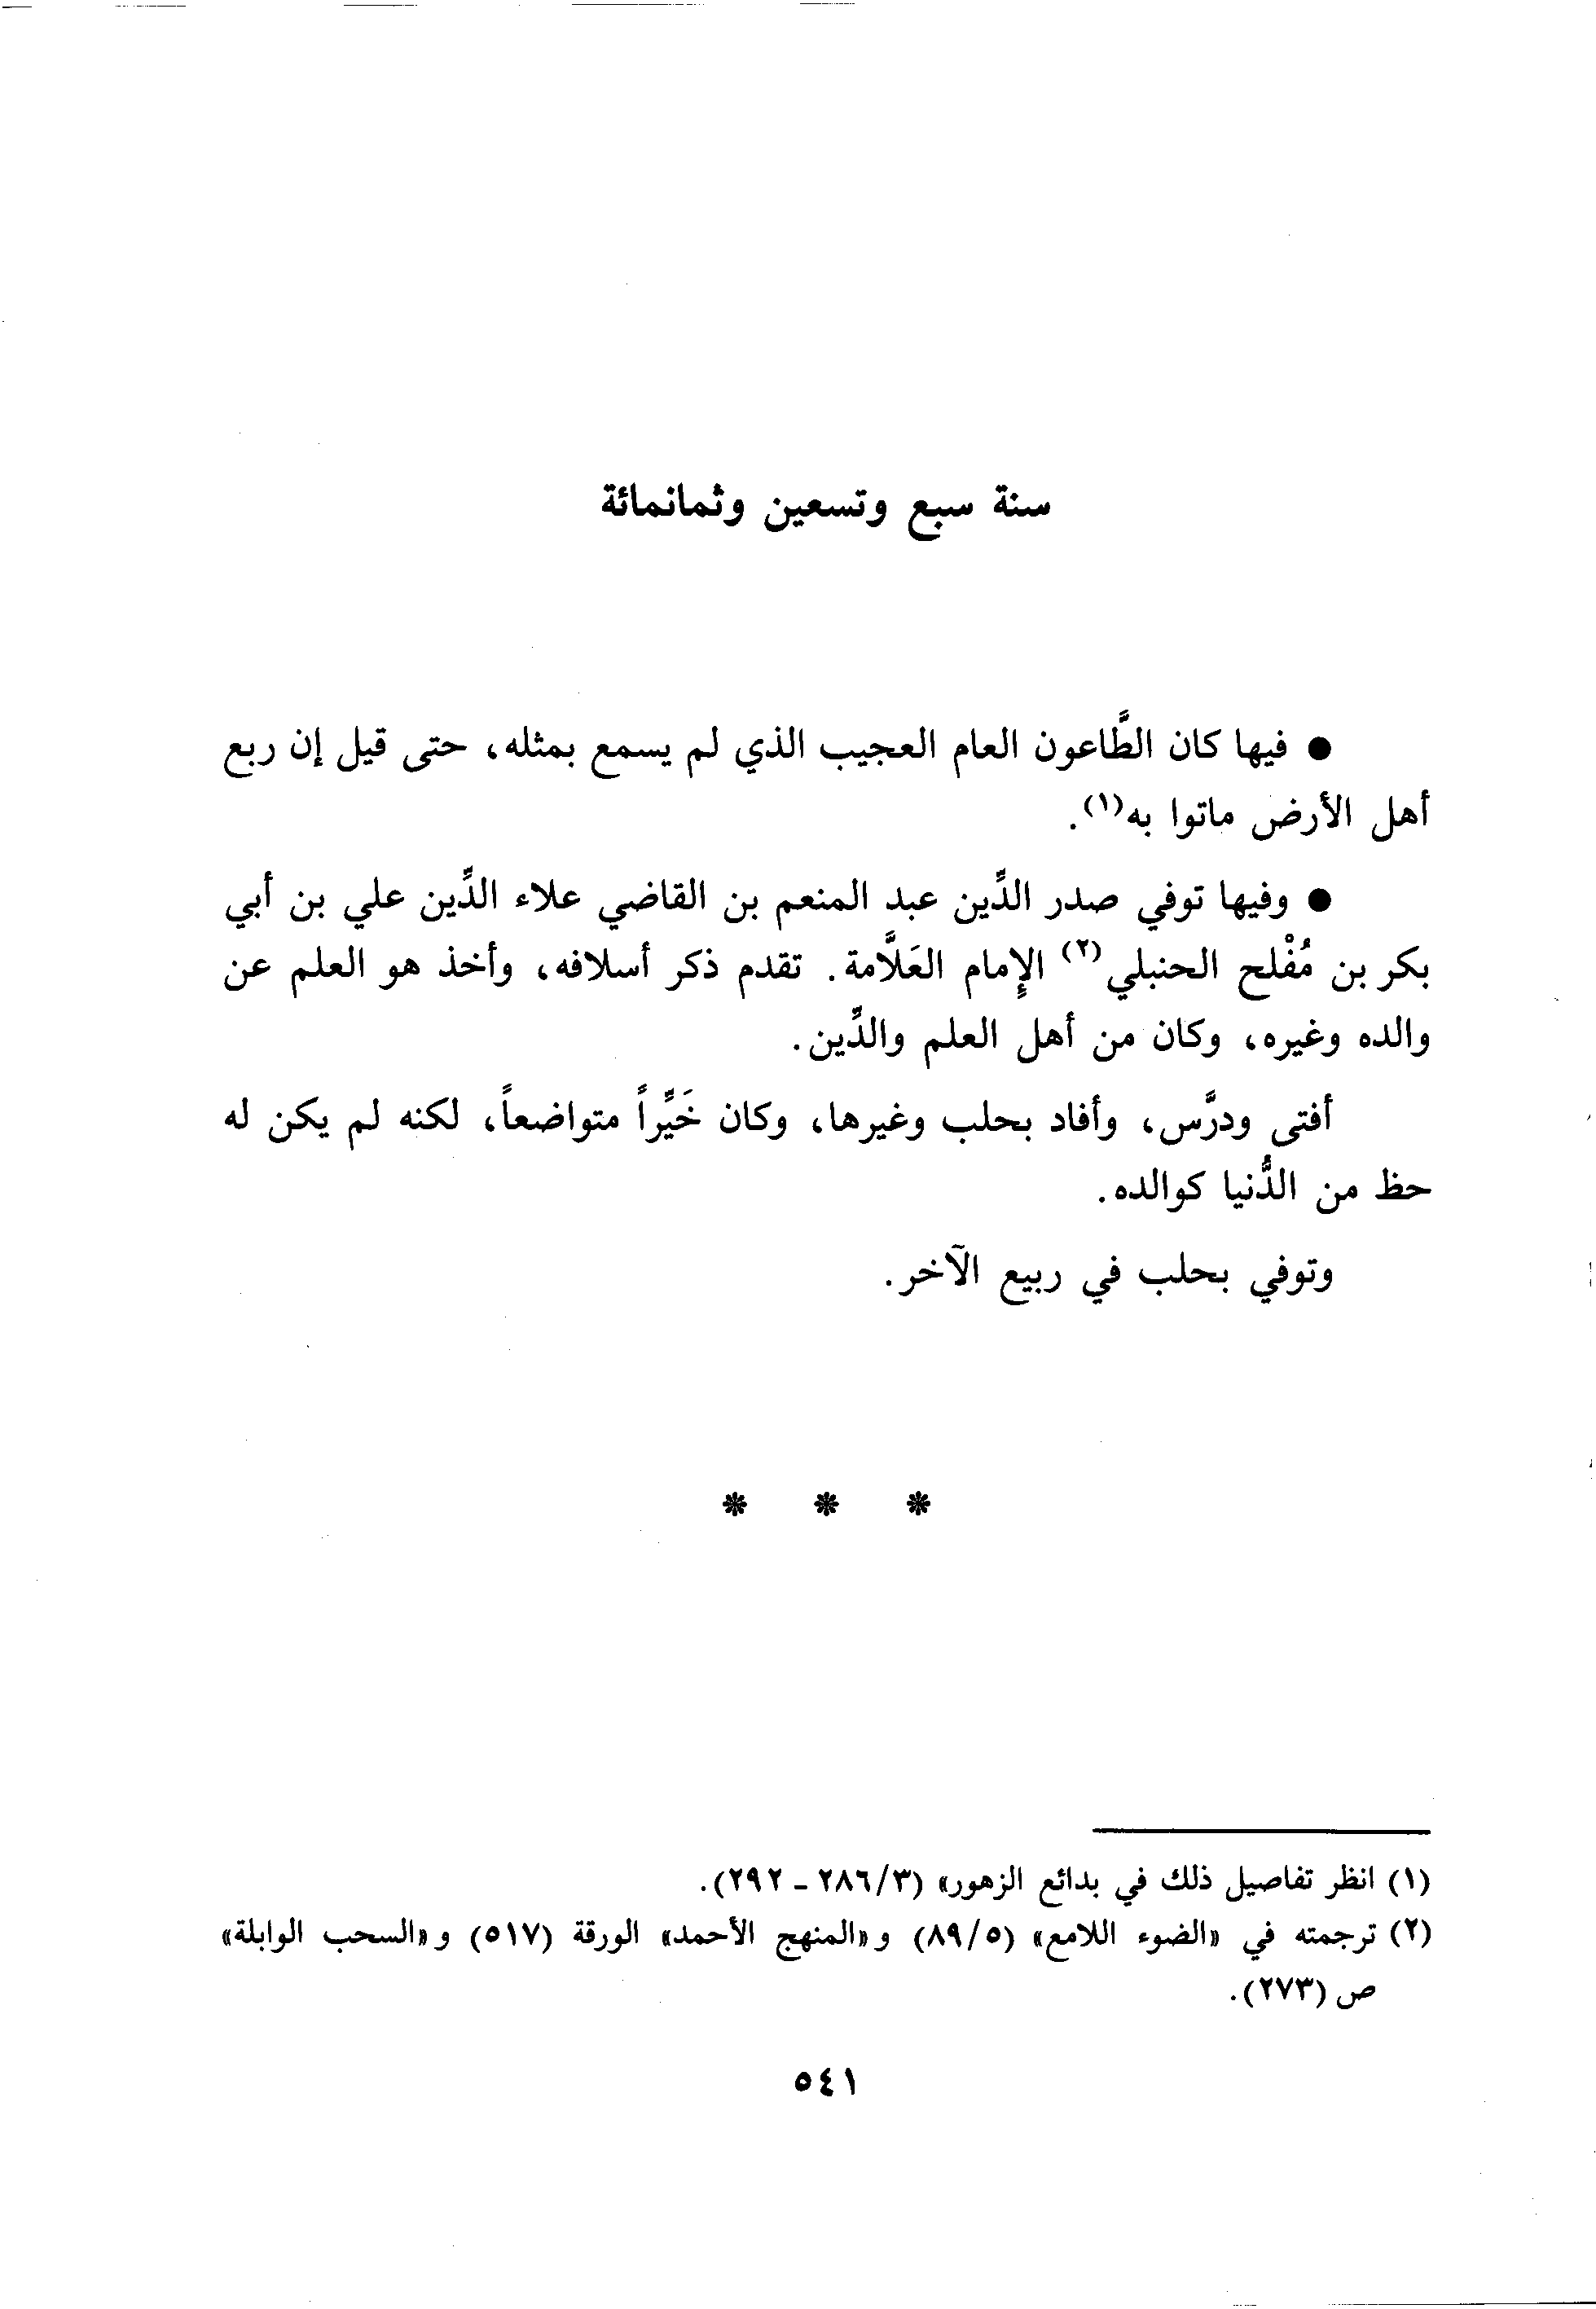 سنة سبع وتسعين وثمانمائة
● فيها كان الطَّاعون العام العجيب الذي لم يسمع بمثله، حتى قيل إن ربع
أهل الأرض ماتوا به(١).
● وفيها توفي صدر الدِّين عبد المنعم بن القاضي علاء الدِّين علي بن أبي
بكر بن مُفْلح الحنبلي(٢) الإِمام العَلَّامة. تقدم ذكر أسلافه، وأخذ هو العلم عن
والده وغيره، وكان من أهل العلم والدِّين.
أفتى ودرَّس، وأفاد بحلب وغيرها، وكان خَيِّراً متواضعاً، لكنه لم يكن له
حظ من الدُّنيا كوالده.
وتوفي بحلب في ربيع الآخر.
* * *
(١) انظر تفاصيل ذلك في بدائع الزهور» (٣/٢٨٦ - ٢٩٢).
(٢) ترجمته في «الضوء اللامع» (٥/٨٩) و«المنهج الأحمد» الورقة (٥١٧) و«السحب الوابلة»
ص (٢٧٣).
٥٤١